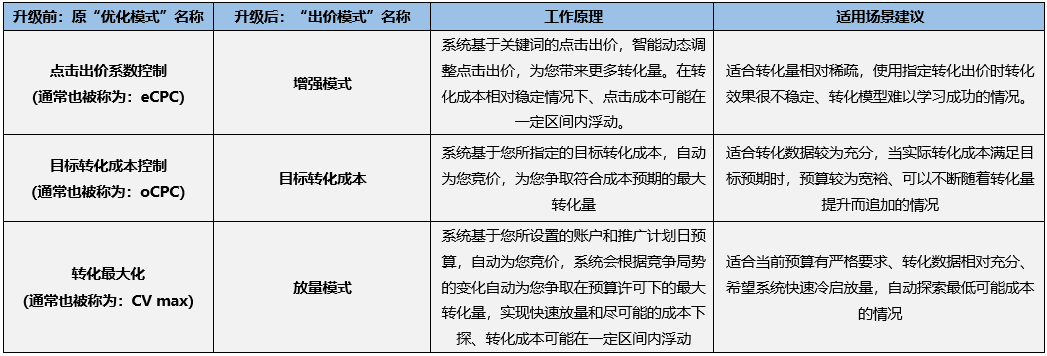 升级前：原“优化模式”名称
升级后：“出价模式”名称
工作原理
适用场景建议
点击出价系数控制
(通常也被称为：eCPC)
增强模式
系统基于关键词的点击出价，智能动态调
整点击出价，为您带来更多转化量。在转
化成本相对稳定情况下、点击成本可能在
一定区间内浮动。
适合转化量相对稀疏，使用指定转化出价时转化
效果很不稳定、转化模型难以学习成功的情况。
目标转化成本控制
(通常也被称为：oCPC)
目标转化成本
系统基于您所指定的目标转化成本，自动
为您竞价，为您争取符合成本预期的最大
转化量
适合转化数据较为充分，当实际转化成本满足目
标预期时，预算较为宽裕、可以不断随着转化量
提升而追加的情况
转化最大化
(通常也被称为：CV max)
放量模式
系统基于您所设置的账户和推广计划日预
算，自动为您竞价，系统会根据竞争局势
的变化自动为您争取在预算许可下的最大
转化量，实现快速放量和尽可能的成本下
探、转化成本可能在一定区间内浮动
适合当前预算有严格要求、转化数据相对充分、
希望系统快速冷启放量，自动探索最低可能成本
的情况